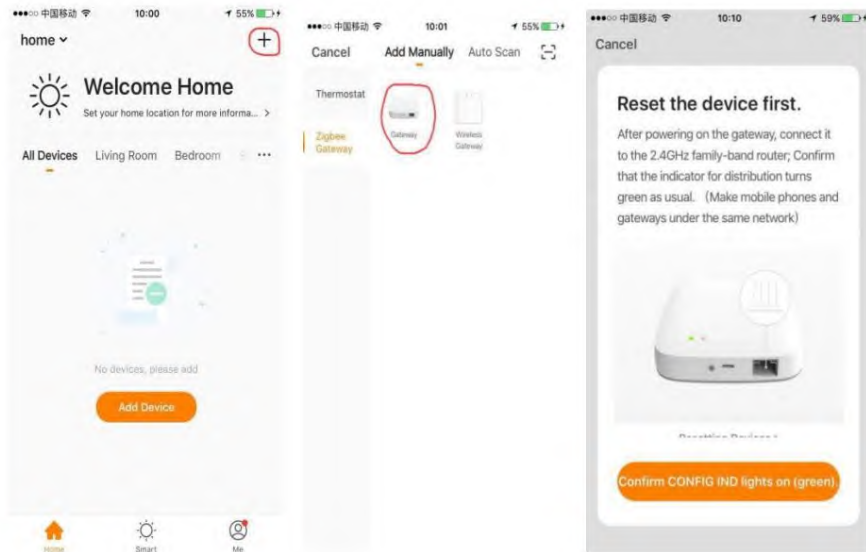 ●●●○○ 中国移动 10:00 55%
home
+
Welcome Home
Set your home location for more informa... >
All Devices Living Room Bedroom ...
No devices, please add
Add Device
Home Smart Me
●●●○○ 中国移动 10:01 55%
Cancel Add Manually Auto Scan
Thermostat
Zigbee
Gateway
Gateway
Wireless
Gateway
●●●○○ 中国移动 10:10 59%
Cancel
Reset the device first.
After powering on the gateway, connect it
to the 2.4GHz family-band router; Confirm
that the indicator for distribution turns
green as usual. (Make mobile phones and
gateways under the same network)
Resetting Devices
Confirm CONFIG IND lights on (green).